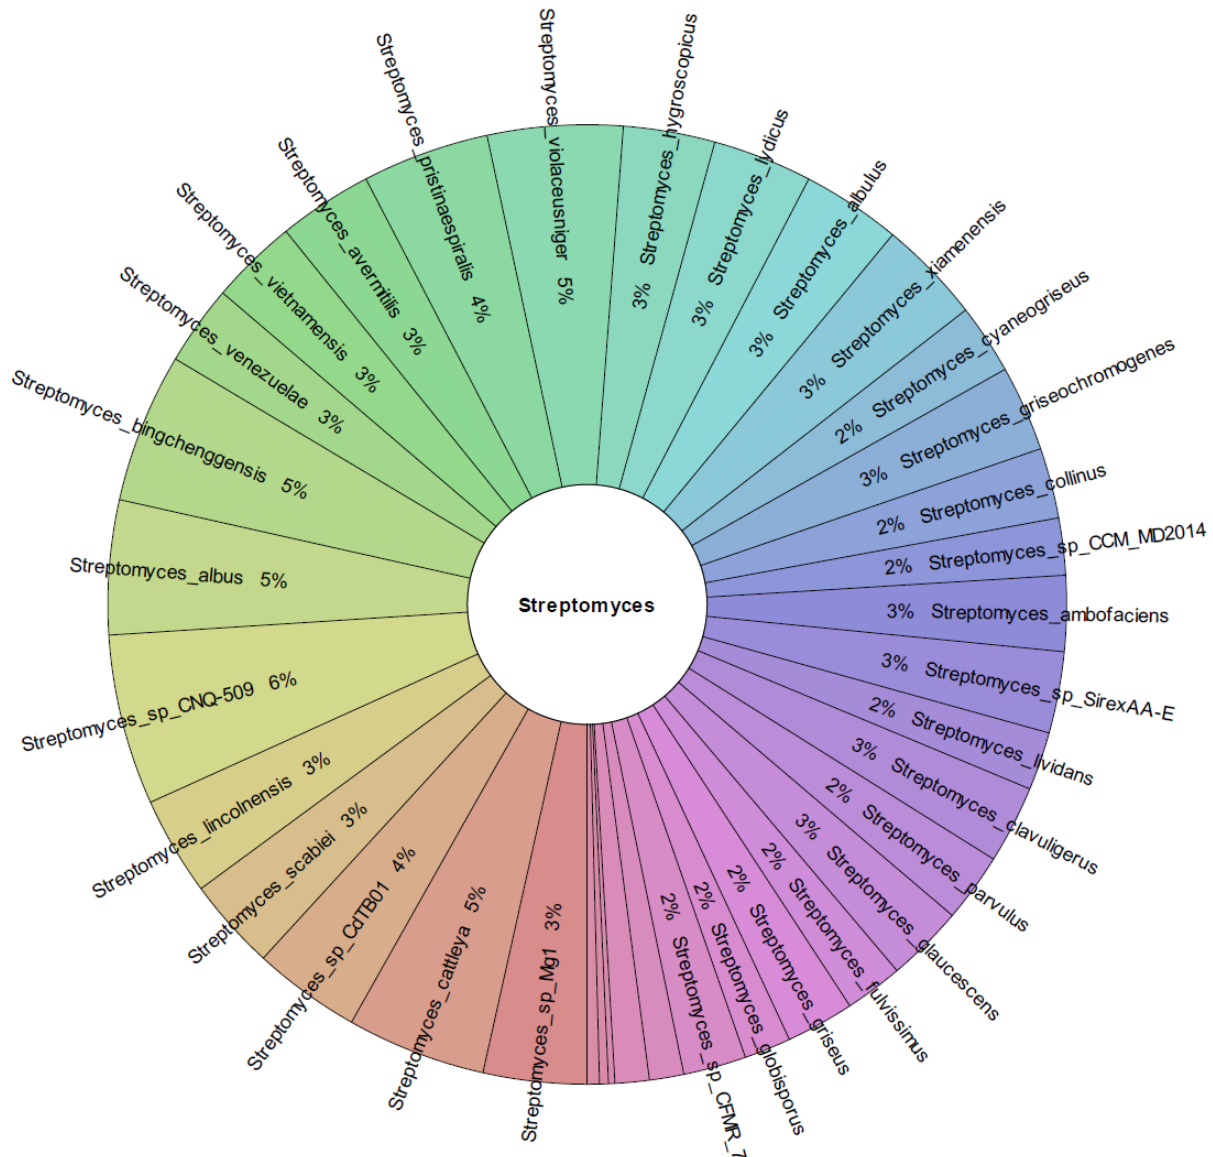 Streptomyces
Streptomyces_violaceusniger 5%
3% Streptomyces_hygroscopicus
3% Streptomyces_lydicus
3% Streptomyces_albulus
3% Streptomyces_xiamenensis
2% Streptomyces_cyaneogriseus
3% Streptomyces_griseochromogenes
2% Streptomyces_collinus
2% Streptomyces_sp_CCM_MD2014
3% Streptomyces_ambofaciens
3% Streptomyces_sp_SirexAA-E
2% Streptomyces_lividans
3% Streptomyces_clavuligerus
2% Streptomyces_parvulus
3% Streptomyces_glaucescens
2% Streptomyces_fulvissimus
2% Streptomyces_griseus
2% Streptomyces_globisporus
2% Streptomyces_sp_CFMR_7
Streptomyces_sp_Mg1 3%
Streptomyces_cattleya 5%
Streptomyces_sp_CdTB01 4%
Streptomyces_scabiei 3%
Streptomyces_lincolnensis 3%
Streptomyces_sp_CNQ-509 6%
Streptomyces_albus 5%
Streptomyces_bingchenggensis 5%
Streptomyces_venezuelae 3%
Streptomyces_vietnamensis 3%
Streptomyces_avermitilis 3%
Streptomyces_pristinaespiralis 4%